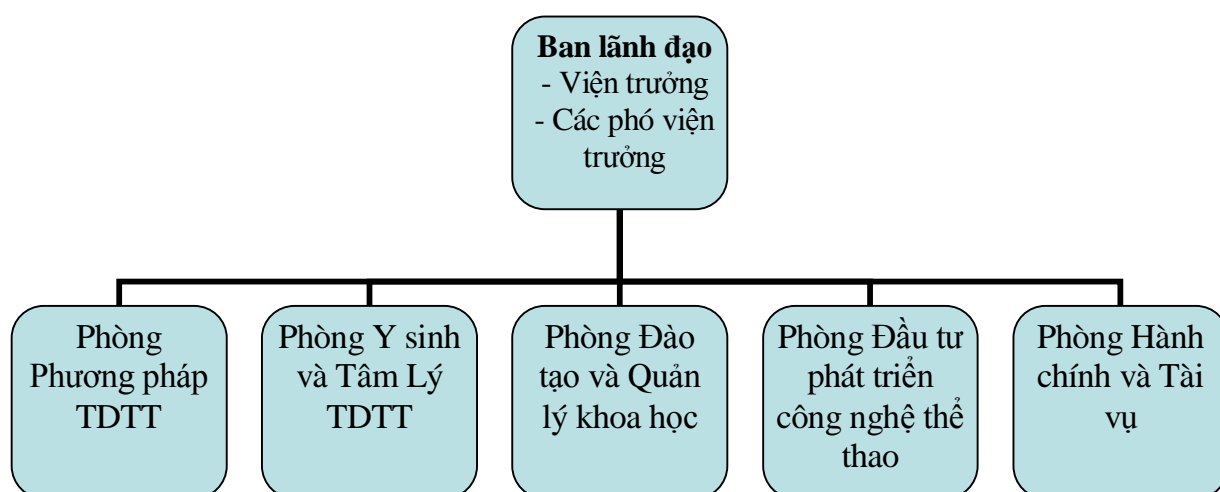 Ban lãnh đạo
- Viện trưởng
- Các phó viện
trưởng
Phòng
Phương pháp
TDTT
Phòng Y sinh
và Tâm Lý
TDTT
Phòng Đào
tạo và Quản
lý khoa học
Phòng Đầu tư
phát triển
công nghệ thể
thao
Phòng Hành
chính và Tài
vụ